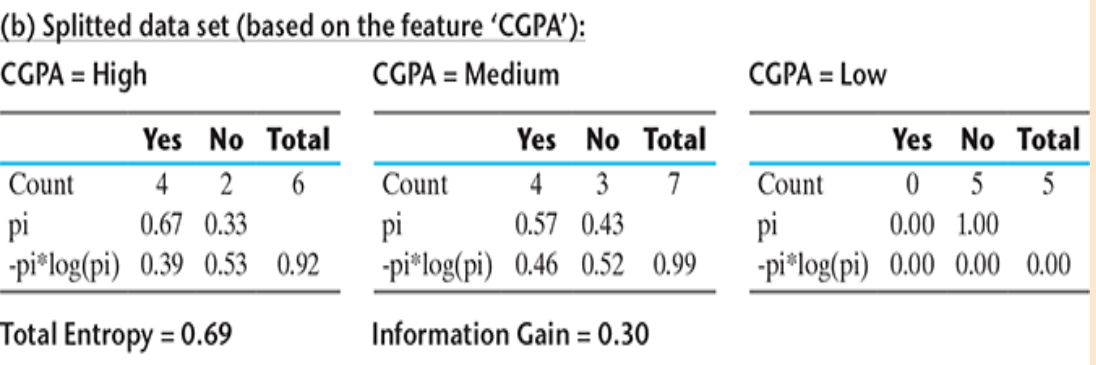 (b) Splitted data set (based on the feature ‘CGPA’):
CGPA = High CGPA = Medium CGPA = Low
Yes No Total Yes No Total Yes No Total
Count 4 2 6 Count 4 3 7 Count 0 5 5
pi 0.67 0.33 pi 0.57 0.43 pi 0.00 1.00
-pi*log(pi) 0.39 0.53 0.92 -pi*log(pi) 0.46 0.52 0.99 -pi*log(pi) 0.00 0.00 0.00
Total Entropy = 0.69 Information Gain = 0.30